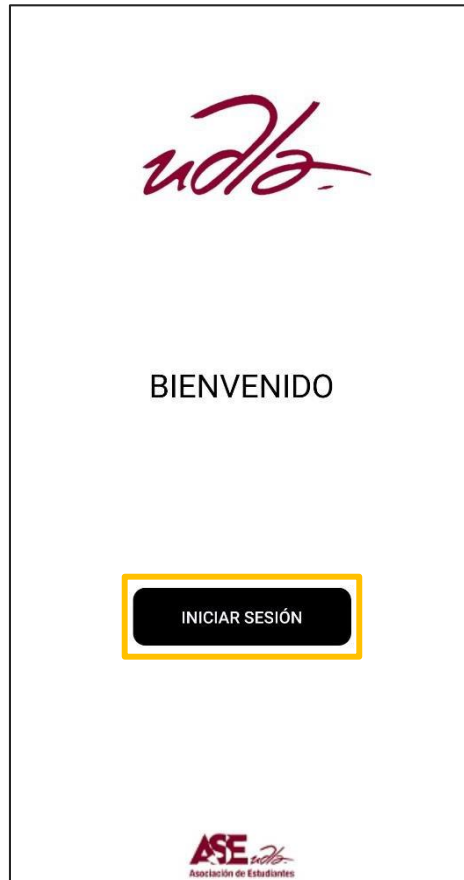 udla.
BIENVENIDO
INICIAR SESIÓN
ASE udla.
Asociación de Estudiantes